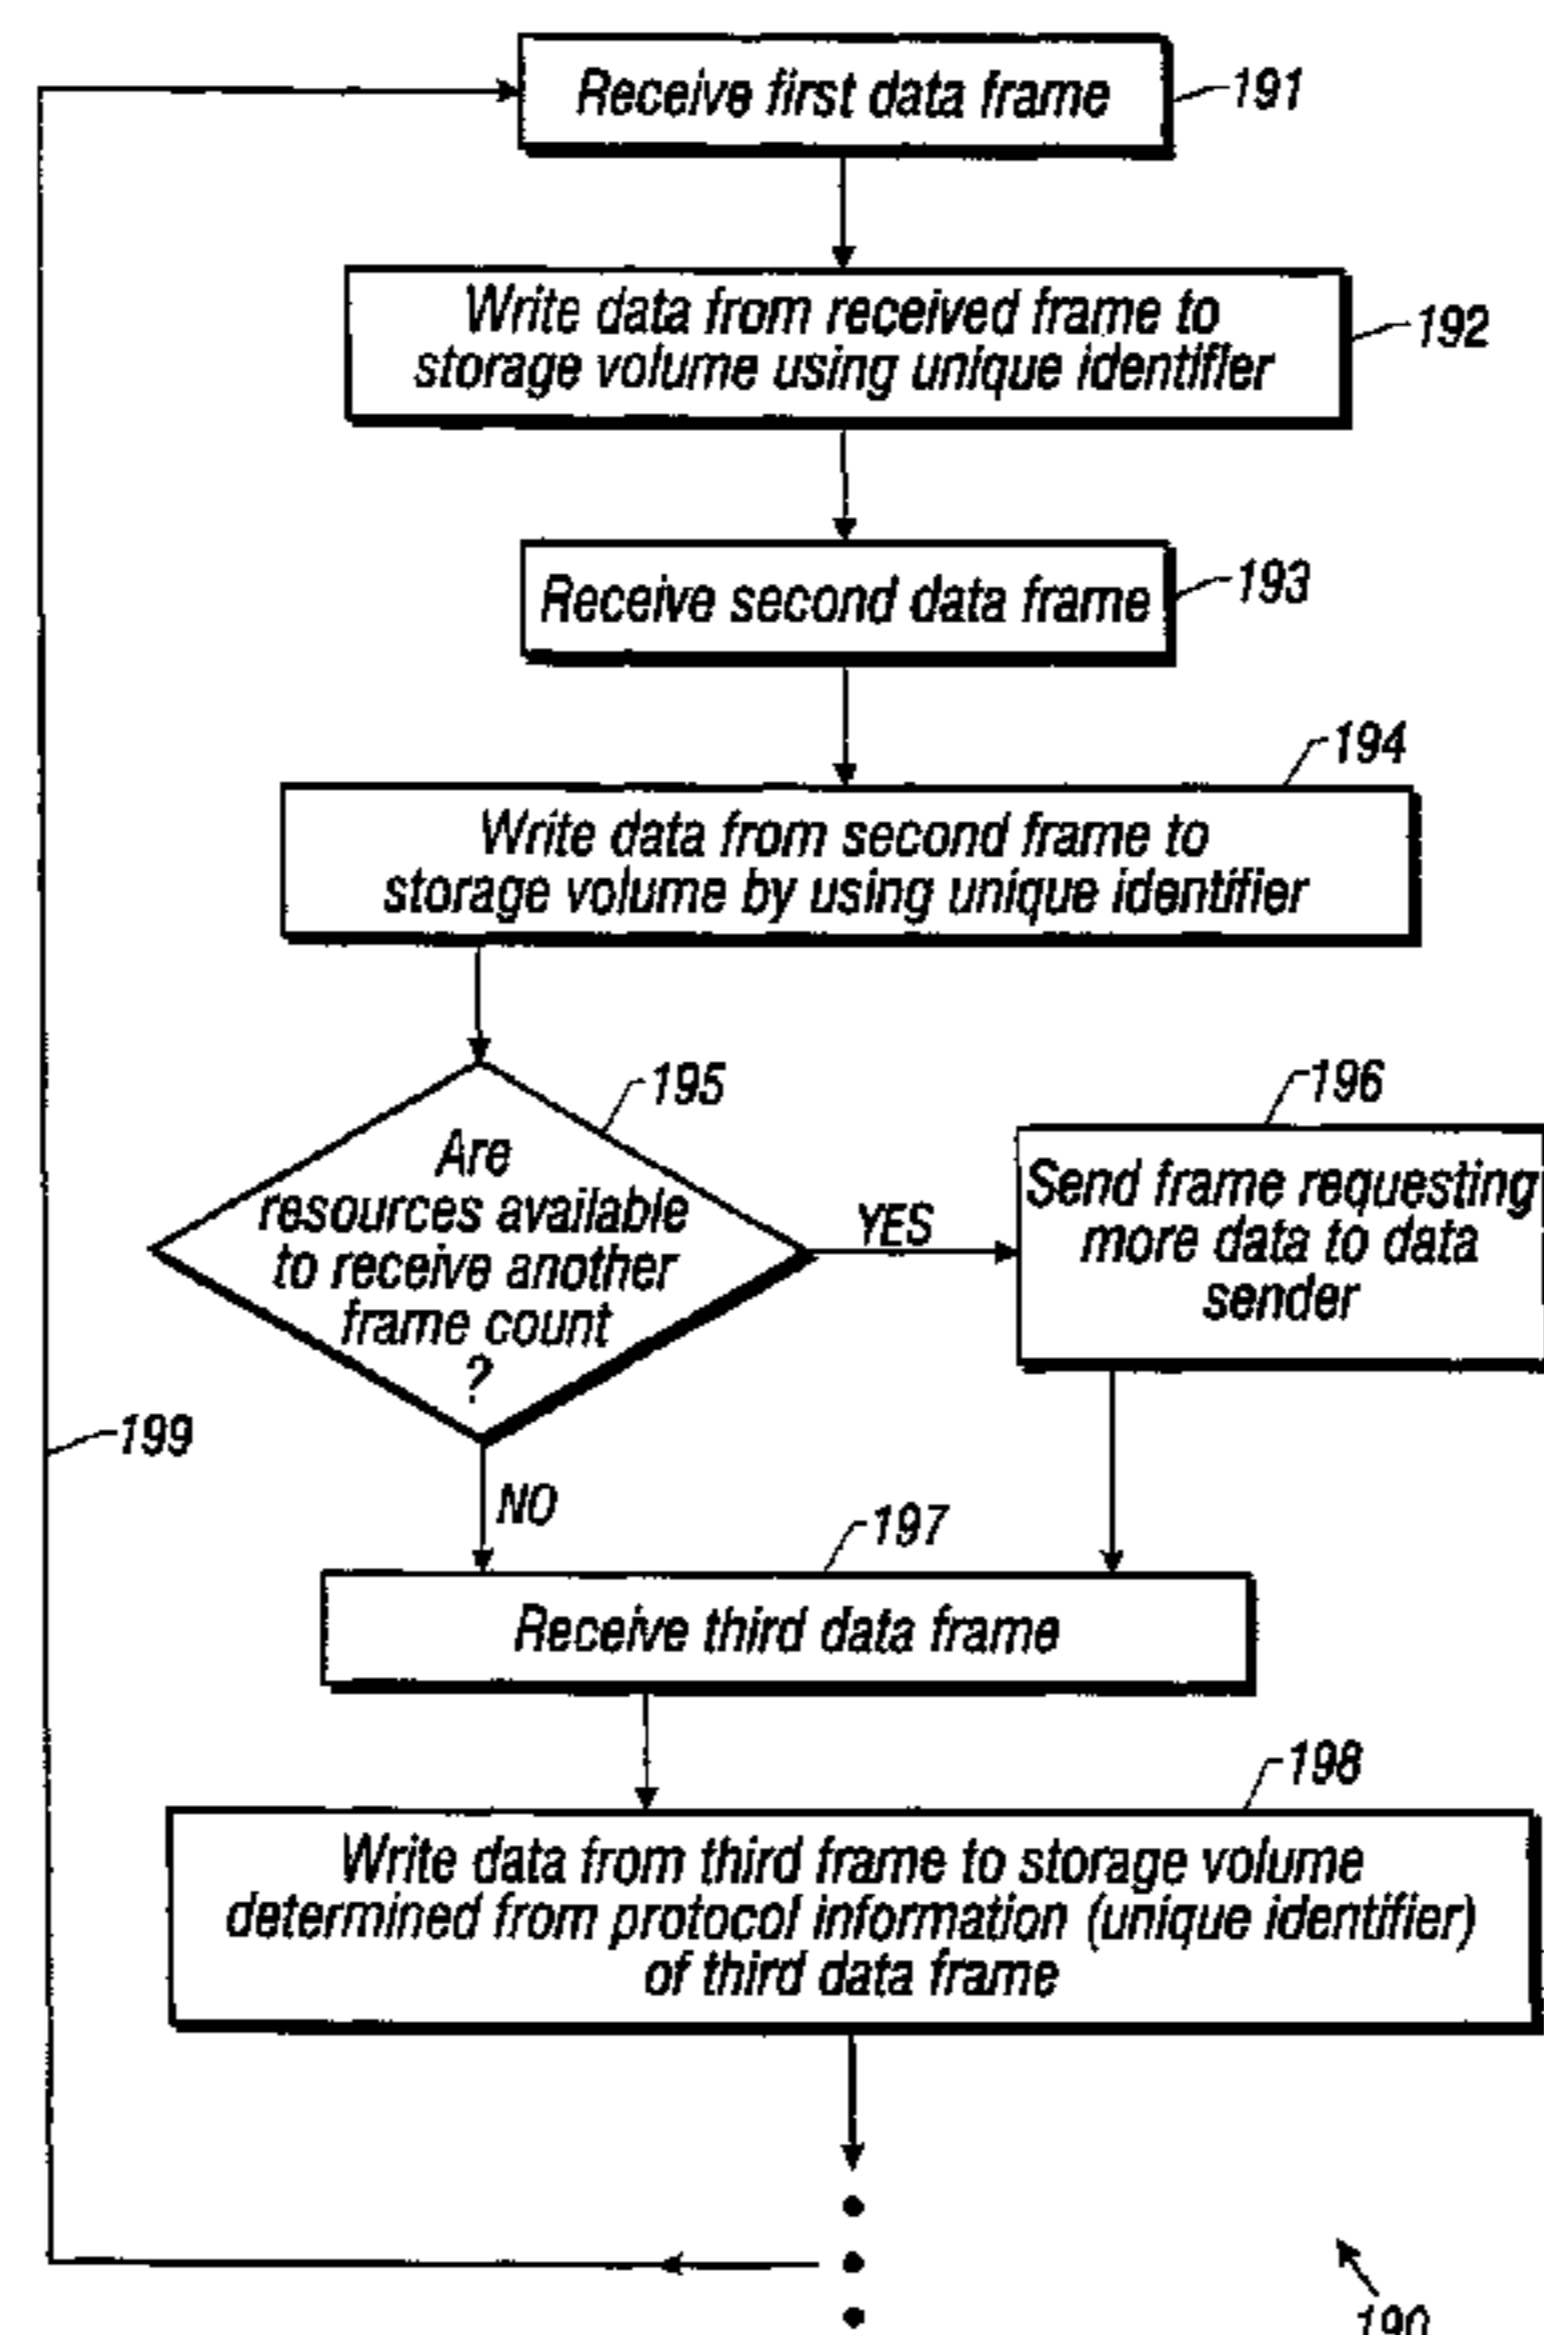 Receive first data frame
191
Write data from received frame to
storage volume using unique identifier
192
Receive second data frame
193
194
Write data from second frame to
storage volume by using unique identifier
195
Are
resources available
to receive another
frame count
?
YES
196
Send frame requesting
more data to data
sender
199
NO
197
Receive third data frame
198
Write data from third frame to storage volume
determined from protocol information (unique identifier)
of third data frame
190